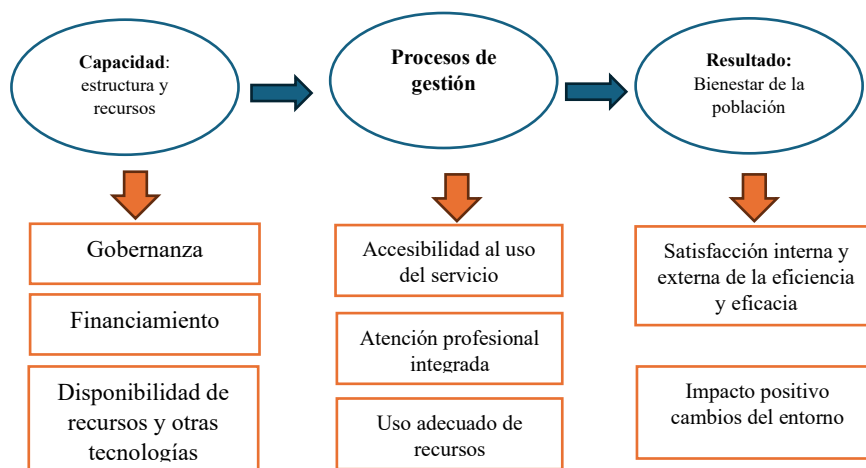 Capacidad:
estructura y
recursos
Procesos de
gestión
Resultado:
Bienestar de la
población
Gobernanza
Financiamiento
Disponibilidad de
recursos y otras
tecnologías
Accesibilidad al uso
del servicio
Atención profesional
integrada
Uso adecuado de
recursos
Satisfacción interna y
externa de la eficiencia
y eficacia
Impacto positivo
cambios del entorno